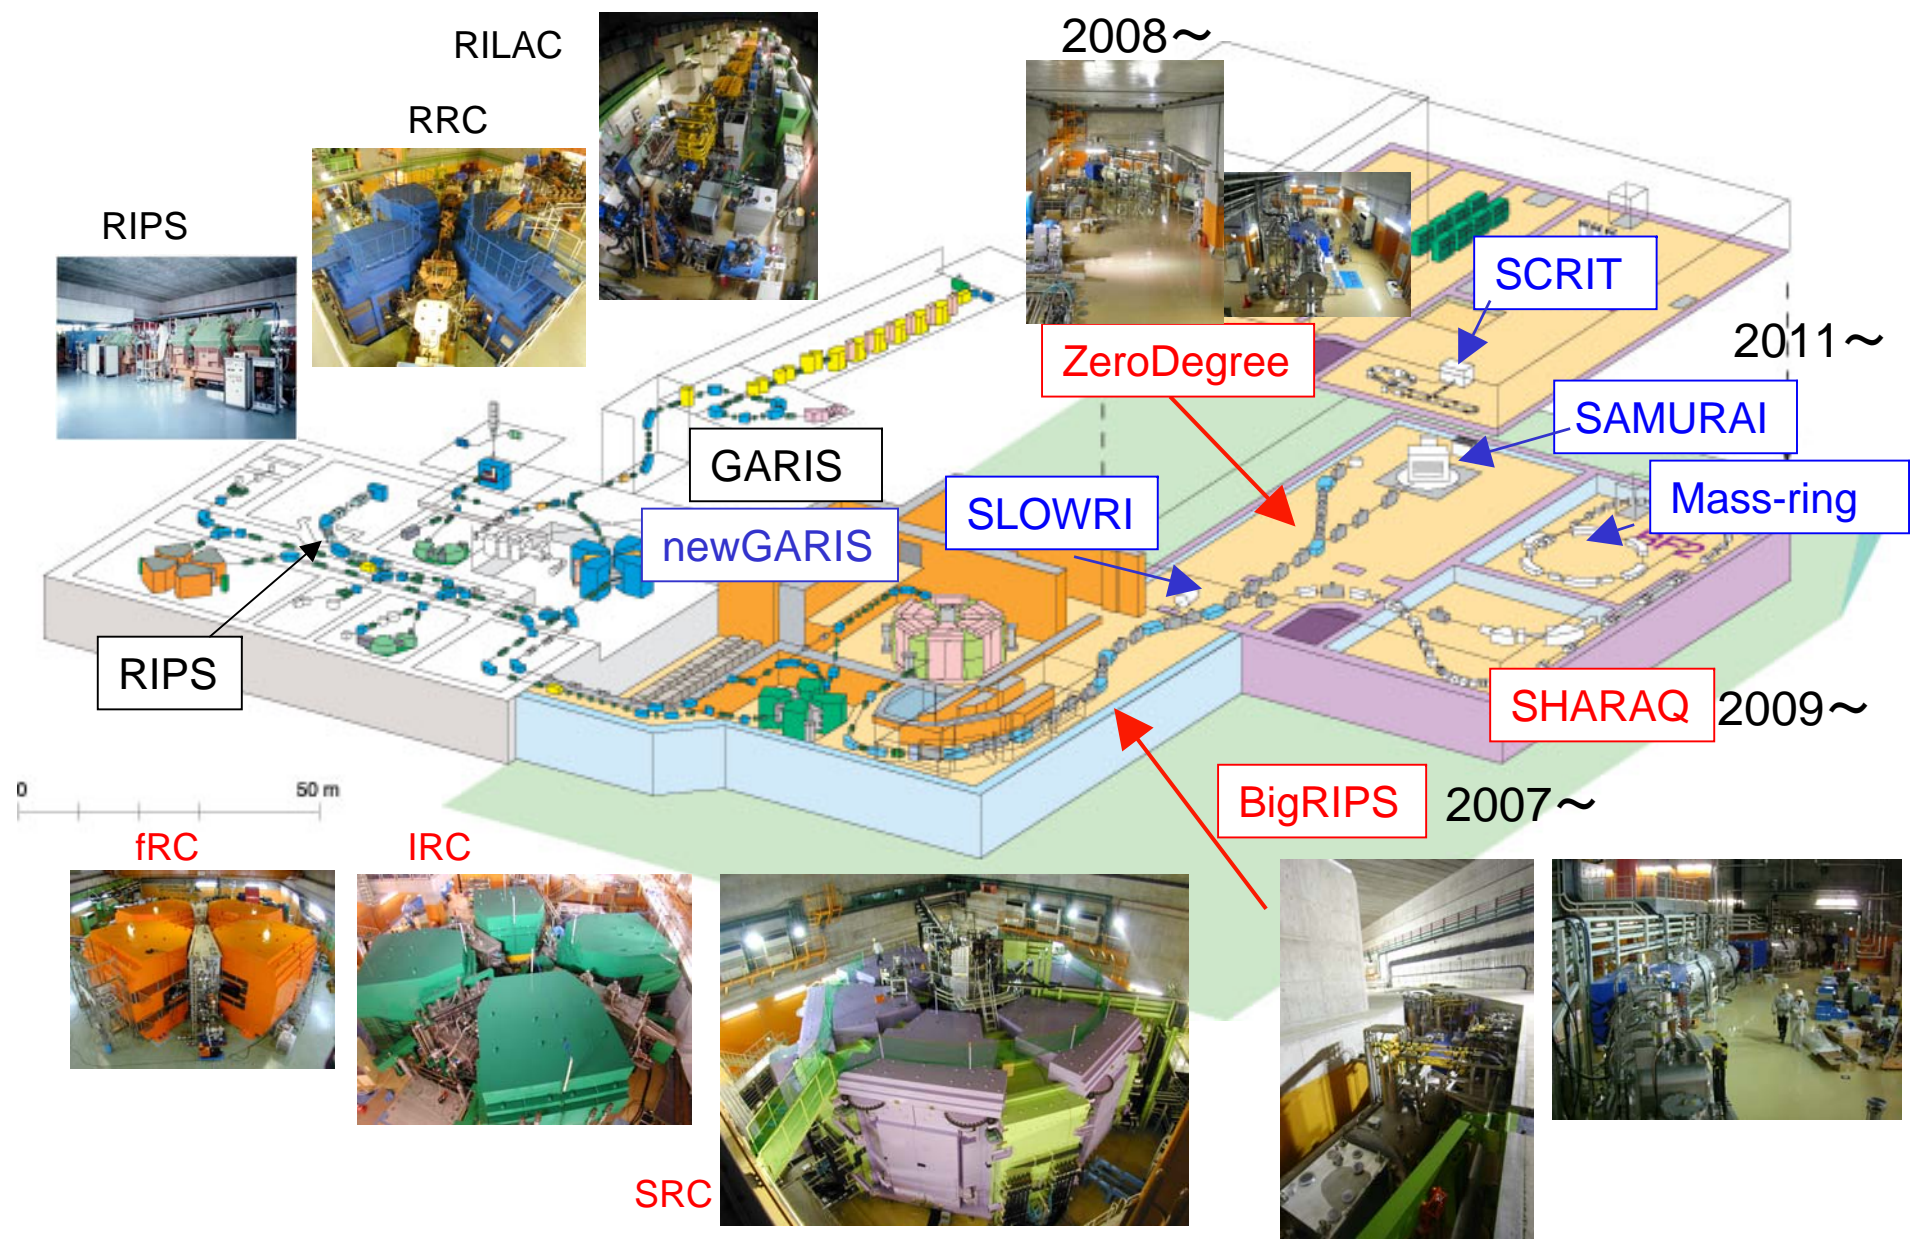 2008～
RILAC
RRC
RIPS
SCRIT
2011～
ZeroDegree
SAMURAI
GARIS
Mass-ring
SLOWRI
newGARIS
RIPS
SHARAQ
2009～
BigRIPS
2007～
0
50 m
fRC
IRC
SRC